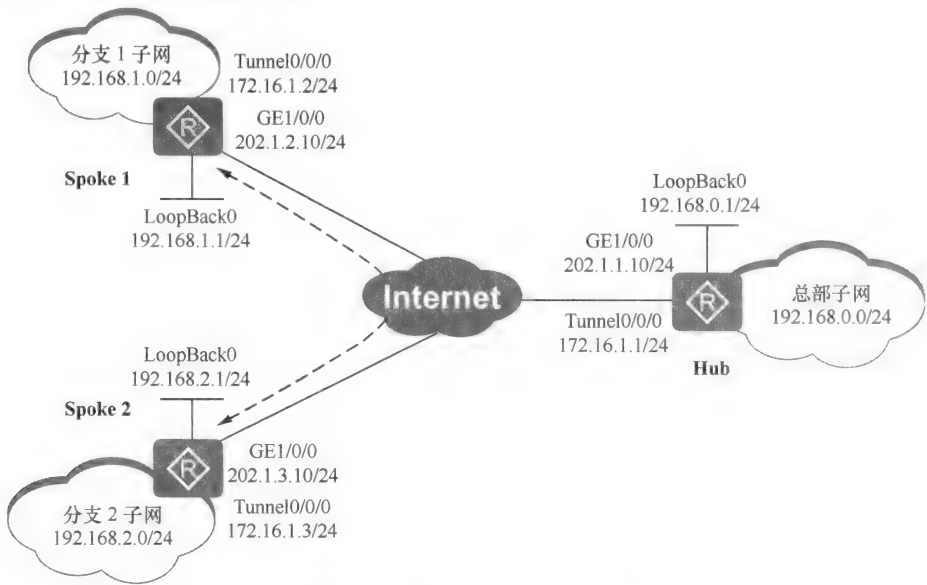 分支 1 子网
192.168.1.0/24
Tunnel0/0/0
172.16.1.2/24
R
GE1/0/0
202.1.2.10/24
Spoke 1
LoopBack0
192.168.1.1/24
LoopBack0
192.168.0.1/24
GE1/0/0
202.1.1.10/24
Internet
R
总部子网
192.168.0.0/24
Tunnel0/0/0
172.16.1.1/24
Hub
LoopBack0
192.168.2.1/24
Spoke 2
R
GE1/0/0
202.1.3.10/24
分支 2 子网
192.168.2.0/24
Tunnel0/0/0
172.16.1.3/24